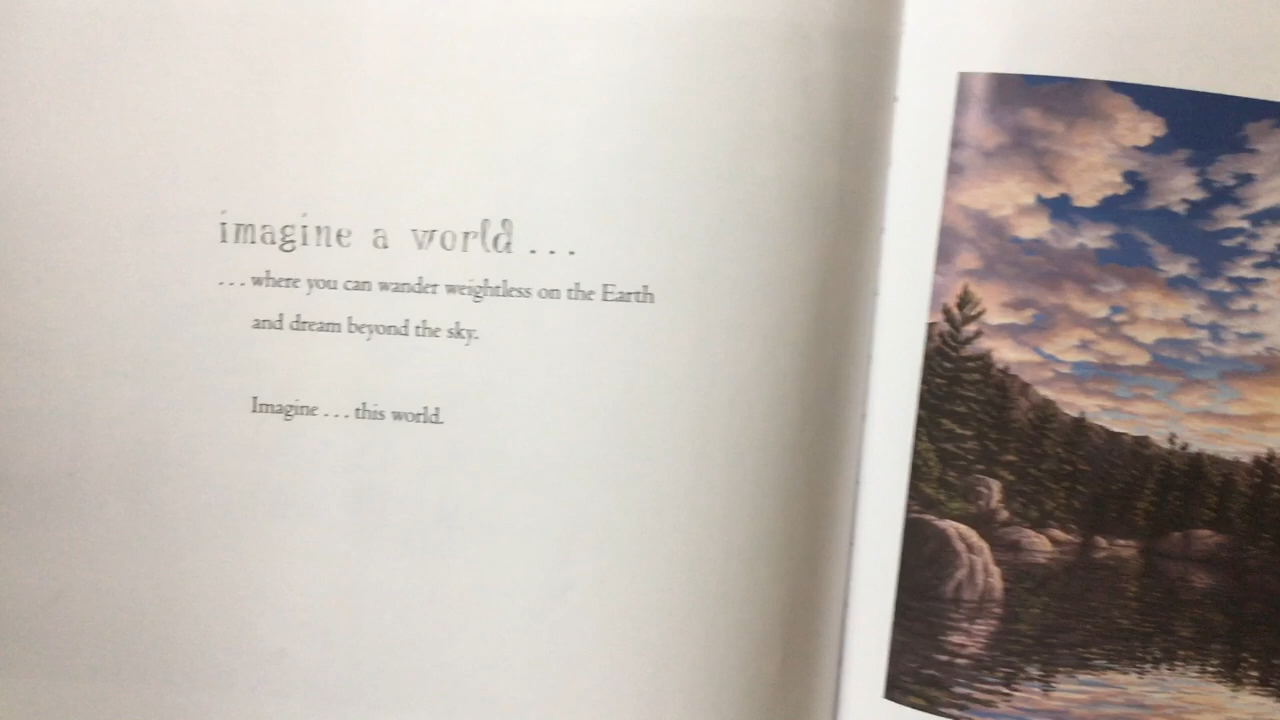 imagine a world . . .
. . . where you can wander weightless on the Earth
and dream beyond the sky.
Imagine . . . this world.